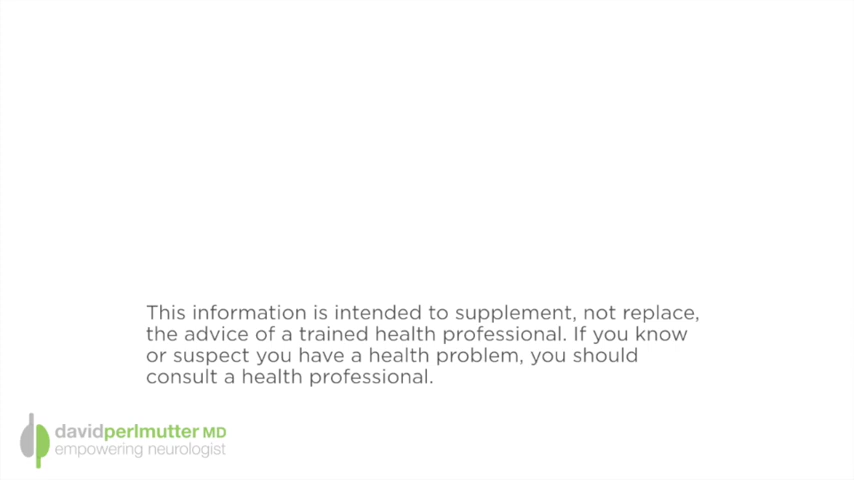 This information is intended to supplement, not replace,
the advice of a trained health professional. If you know
or suspect you have a health problem, you should
consult a health professional.
davidperlmutter MD
empowering neurologist